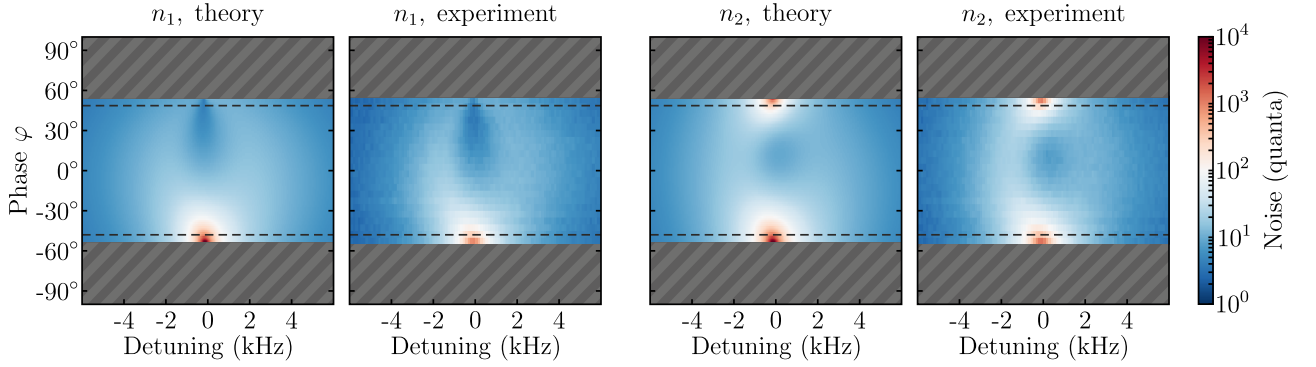 n₁, theory
n₁, experiment
n₂, theory
n₂, experiment
Phase φ
90°
60°
30°
0°
-30°
-60°
-90°
-4 -2 0 2 4
-4 -2 0 2 4
-4 -2 0 2 4
-4 -2 0 2 4
Detuning (kHz)
Detuning (kHz)
Detuning (kHz)
Detuning (kHz)
10⁴
10³
10²
10¹
10⁰
Noise (quanta)